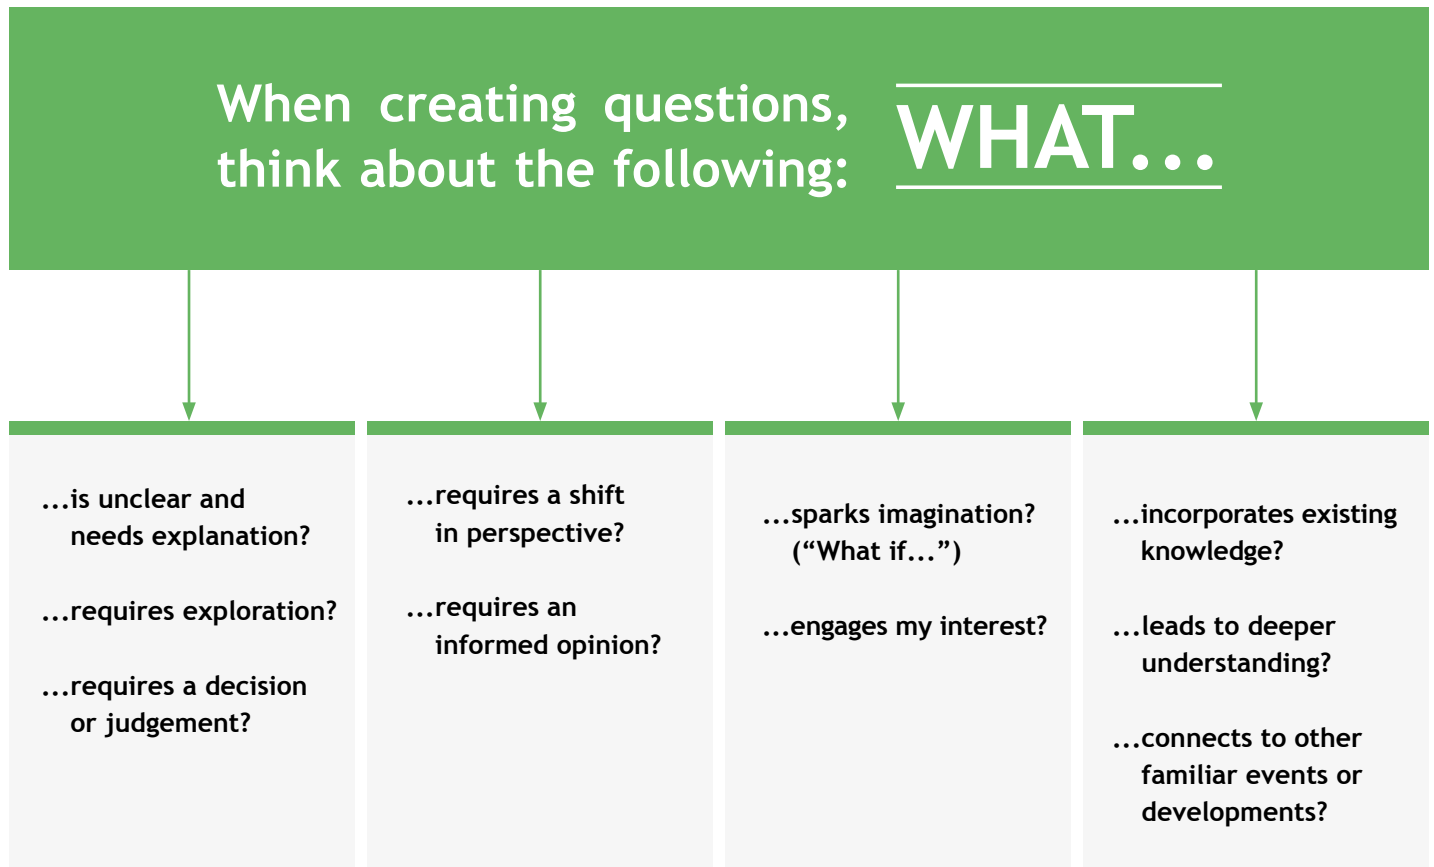 When creating questions,
think about the following:
WHAT...
...is unclear and
needs explanation?
...requires exploration?
...requires a decision
or judgement?
...requires a shift
in perspective?
...requires an
informed opinion?
...sparks imagination?
(“What if...”)
...engages my interest?
...incorporates existing
knowledge?
...leads to deeper
understanding?
...connects to other
familiar events or
developments?